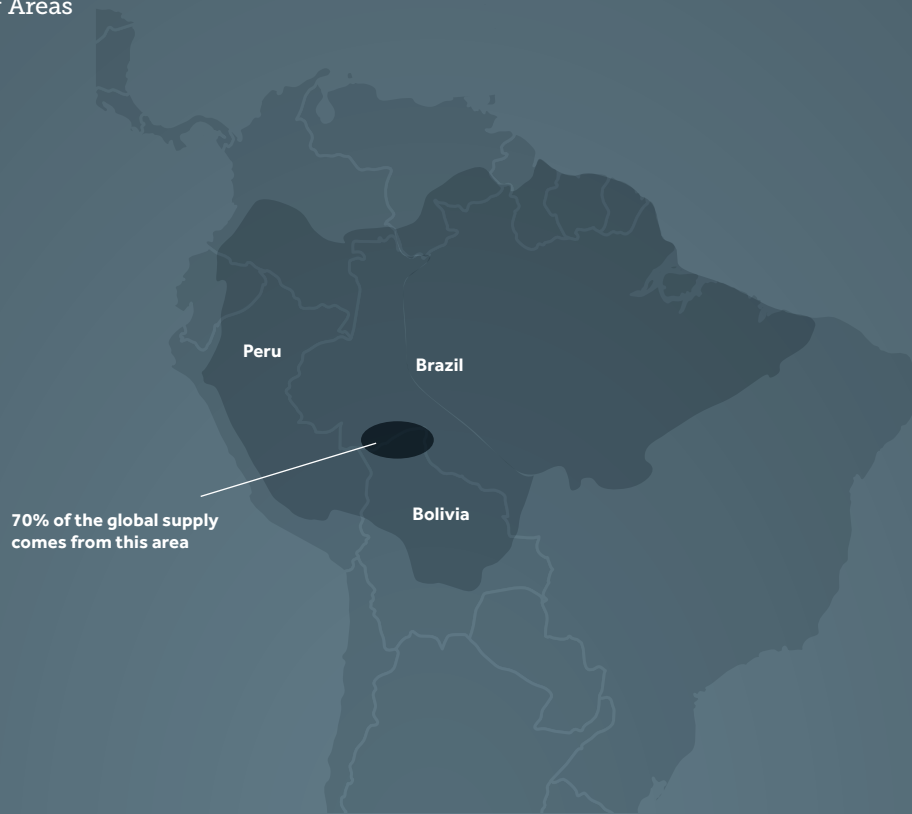 Areas
Peru
Brazil
70% of the global supply
comes from this area
Bolivia